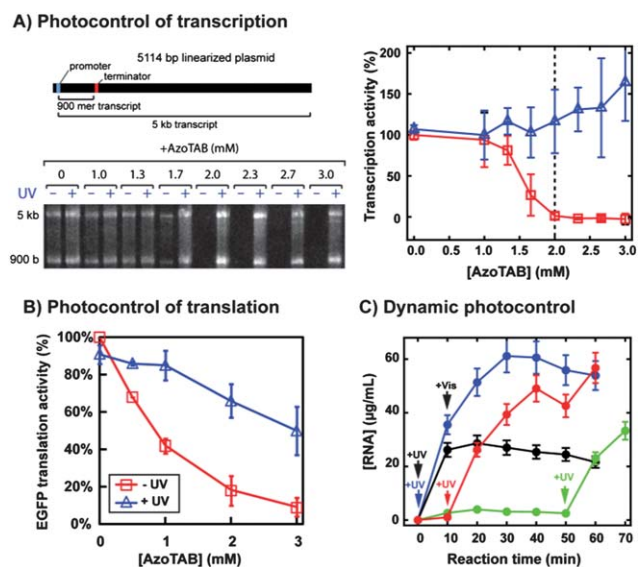 A) Photocontrol of transcription
5114 bp linearized plasmid
promoter
terminator
900 mer transcript
5 kb transcript
+AzoTAB (mM)
0 1.0 1.3 1.7 2.0 2.3 2.7 3.0
UV - + - + - + - + - + - + - + - +
5 kb
900 b
Transcription activity (%)
200
150
100
50
0
0.0 1.0 1.5 2.0 2.5 3.0
[AzoTAB] (mM)
B) Photocontrol of translation
EGFP translation activity (%)
100%
80%
60%
40%
20%
0%
- UV
+ UV
0 1 2 3
[AzoTAB] (mM)
C) Dynamic photocontrol
[RNA] (µg/mL)
60
40
20
0
+Vis
+UV
+UV
+UV
+UV
0 10 20 30 40 50 60 70
Reaction time (min)